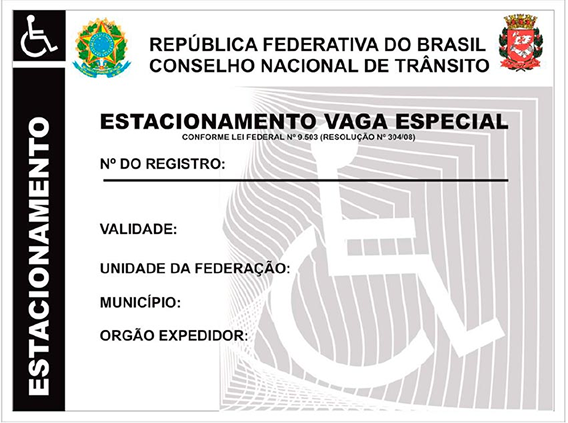 REPÚBLICA FEDERATIVA DO BRASIL
CONSELHO NACIONAL DE TRÂNSITO
ESTACIONAMENTO
ESTACIONAMENTO VAGA ESPECIAL
CONFORME LEI FEDERAL Nº 9.503 (RESOLUÇÃO Nº 304/08)
Nº DO REGISTRO:
VALIDADE:
UNIDADE DA FEDERAÇÃO:
MUNICÍPIO:
ORGÃO EXPEDIDOR: